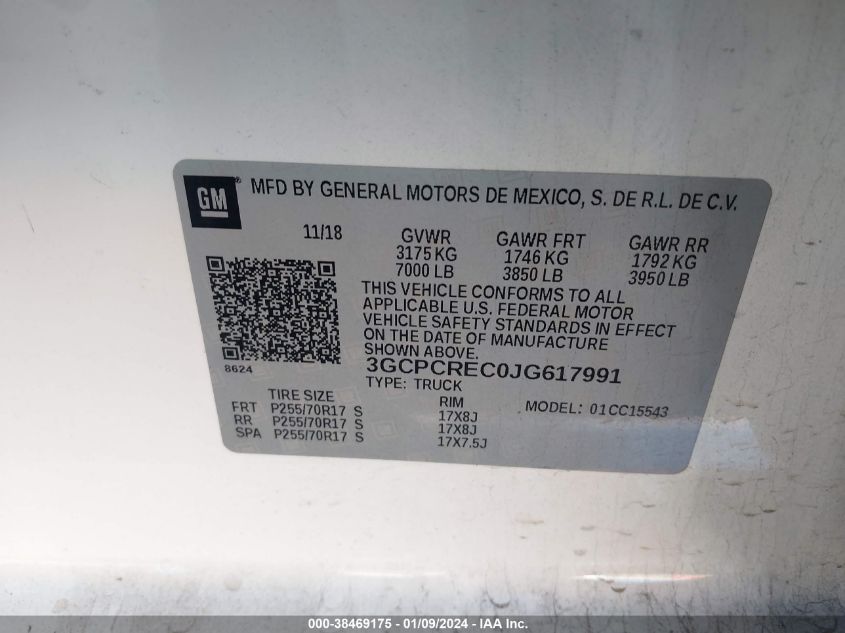 GM® MFD BY GENERAL MOTORS DE MEXICO, S. DE R.L. DE C.V.
11/18 GVWR GAWR FRT GAWR RR
3175 KG 1746 KG 1792 KG
7000 LB 3850 LB 3950 LB
THIS VEHICLE CONFORMS TO ALL
APPLICABLE U.S. FEDERAL MOTOR
VEHICLE SAFETY STANDARDS IN EFFECT
ON THE DATE OF MANUFACTURE
SHOWN ABOVE.
8624 3GCPCREC0JG617991
TYPE: TRUCK
TIRE SIZE RIM MODEL: 01CC15543
FRT P255/70R17 S 17X8J
RR P255/70R17 S 17X8J
SPA P255/70R17 S 17X7.5J
000-38469175 - 01/09/2024 - IAA Inc.